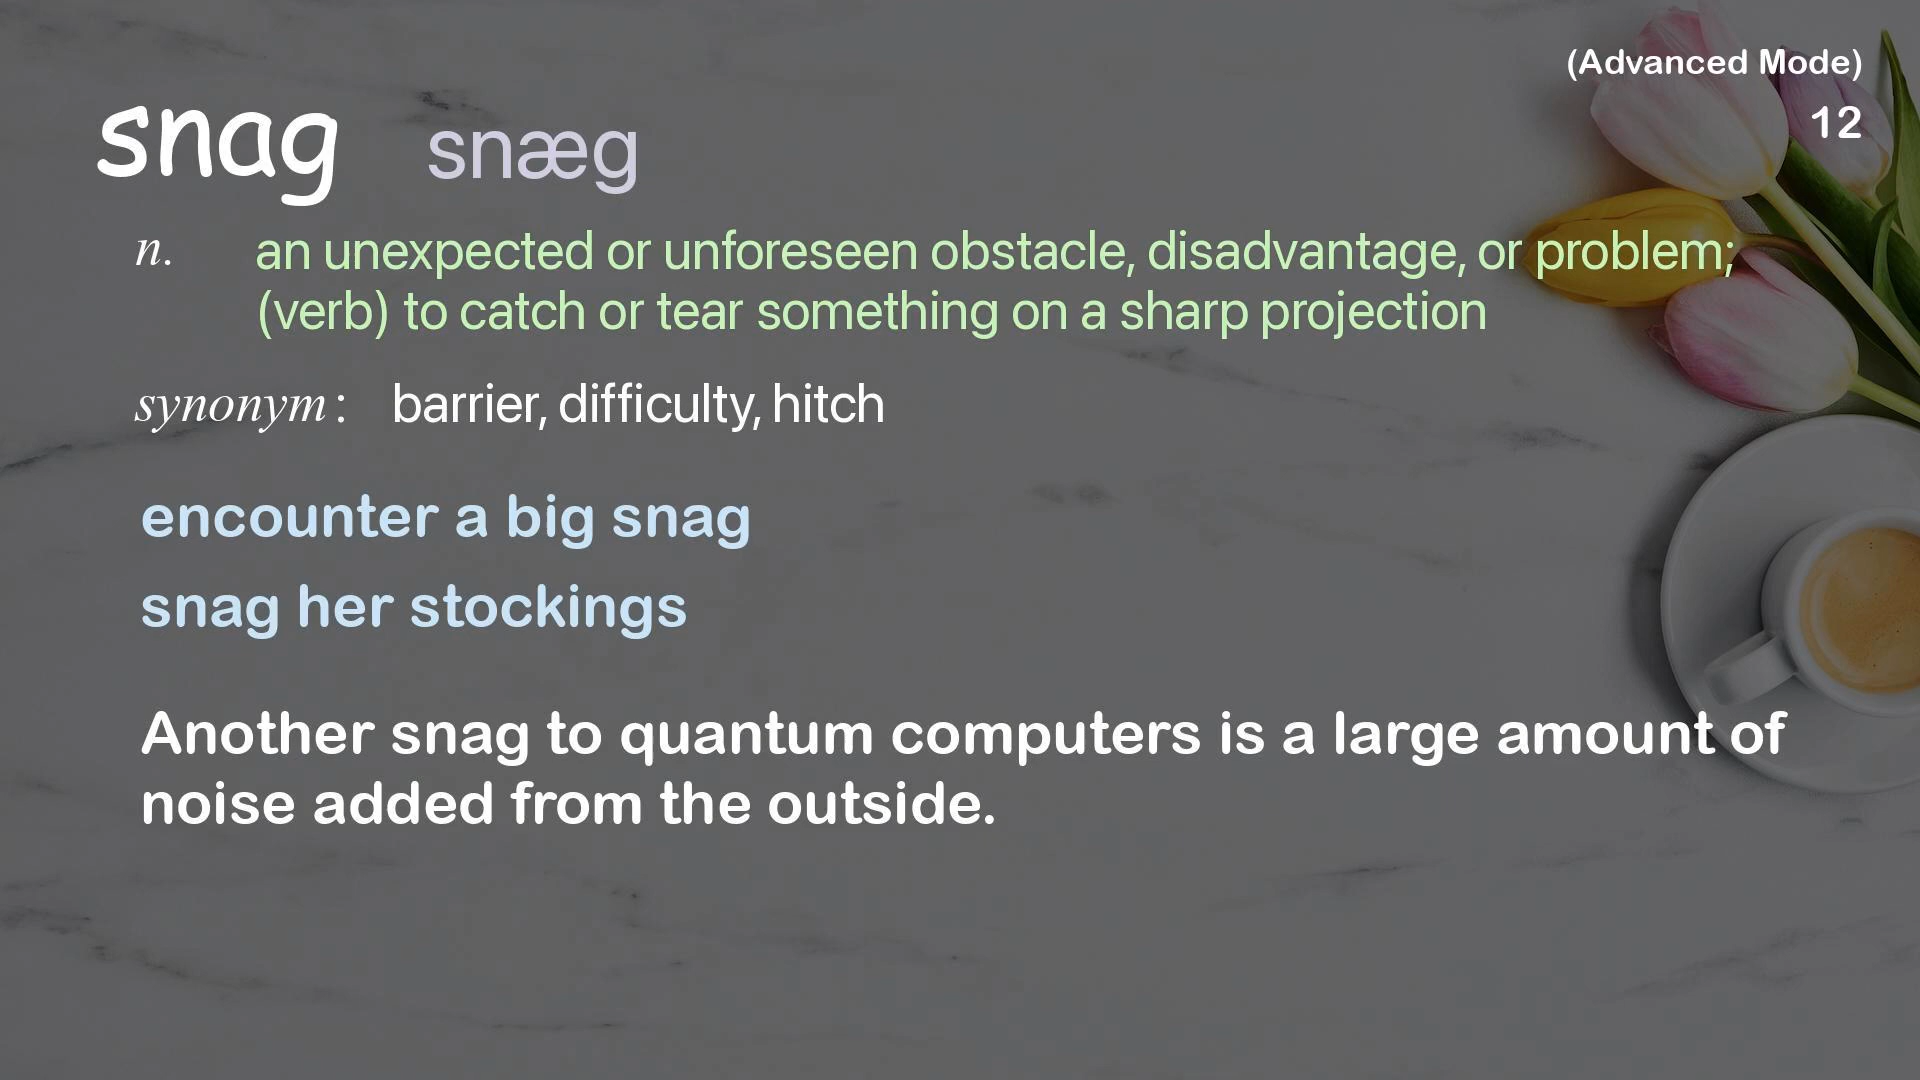 (Advanced Mode)
12
snag snæg
n. an unexpected or unforeseen obstacle, disadvantage, or problem;
(verb) to catch or tear something on a sharp projection
synonym: barrier, difficulty, hitch
encounter a big snag
snag her stockings
Another snag to quantum computers is a large amount of
noise added from the outside.